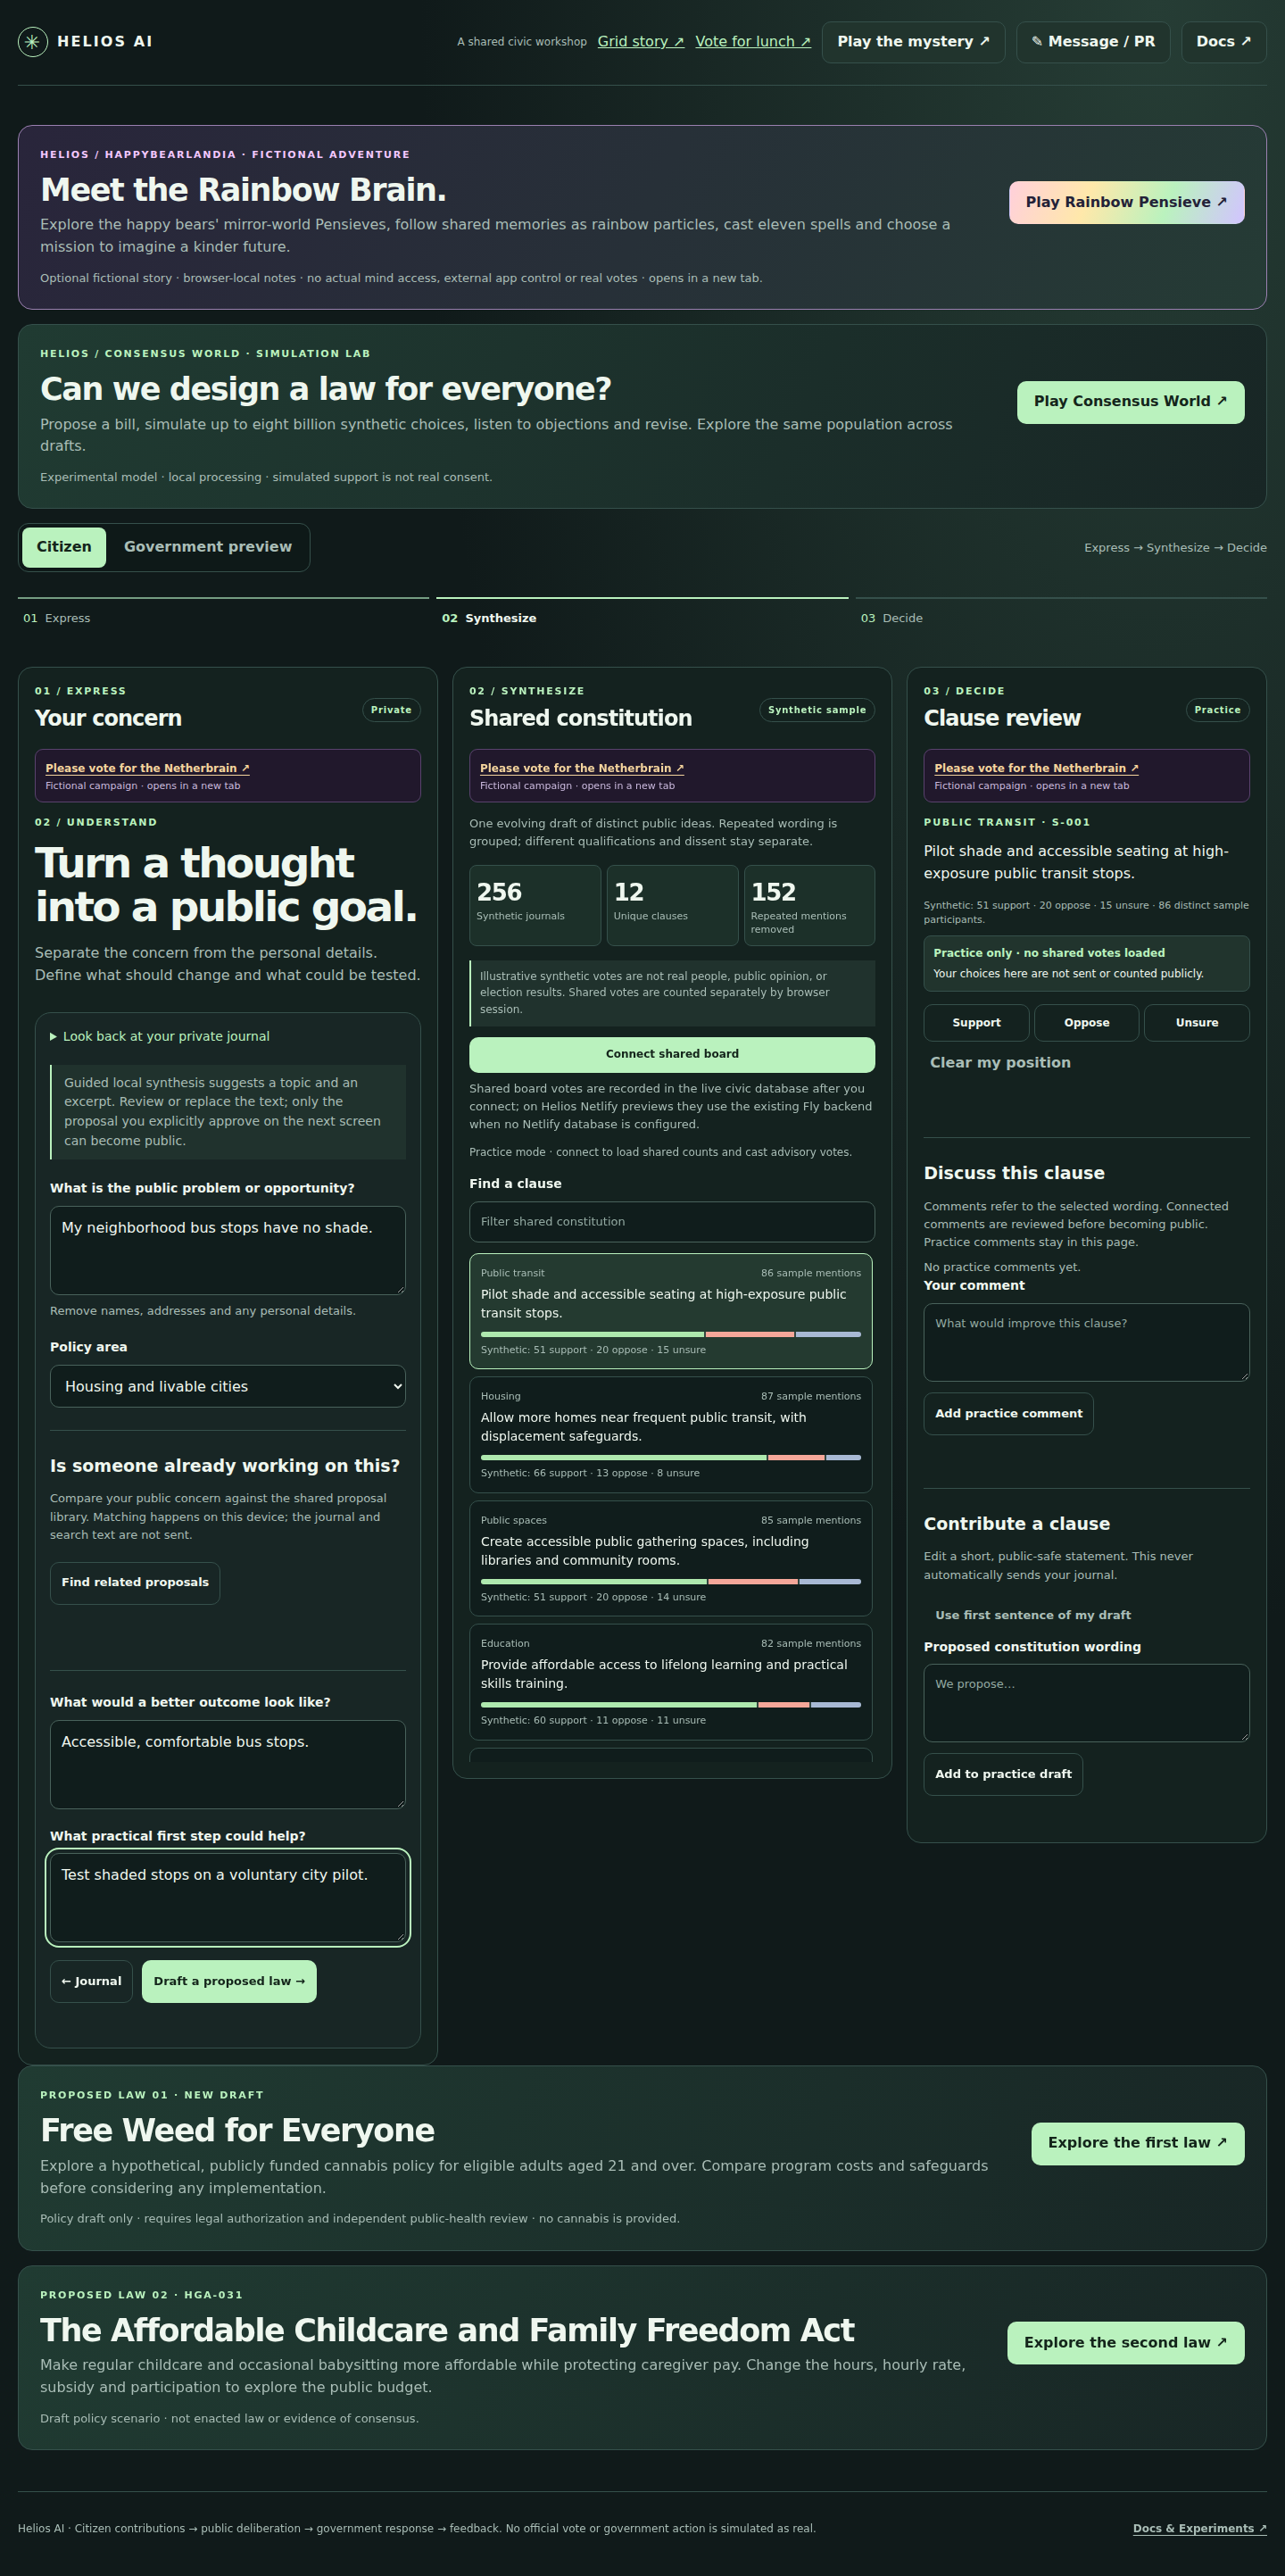 HELIOS AI
A shared civic workshop
Grid story ↗
Vote for lunch ↗
Play the mystery ↗
✎ Message / PR
Docs ↗
HELIOS / HAPPYBEARLANDIA · FICTIONAL ADVENTURE
Meet the Rainbow Brain.
Explore the happy bears' mirror-world Pensieves, follow shared memories as rainbow particles, cast eleven spells and choose a
mission to imagine a kinder future.
Optional fictional story · browser-local notes · no actual mind access, external app control or real votes · opens in a new tab.
Play Rainbow Pensieve ↗
HELIOS / CONSENSUS WORLD · SIMULATION LAB
Can we design a law for everyone?
Propose a bill, simulate up to eight billion synthetic choices, listen to objections and revise. Explore the same population across
drafts.
Experimental model · local processing · simulated support is not real consent.
Play Consensus World ↗
Citizen
Government preview
Express → Synthesize → Decide
01 Express
02 Synthesize
03 Decide
01 / EXPRESS
Your concern
Private
Please vote for the Netherbrain ↗
Fictional campaign · opens in a new tab
02 / UNDERSTAND
Turn a thought
into a public goal.
Separate the concern from the personal details.
Define what should change and what could be tested.
▶ Look back at your private journal
Guided local synthesis suggests a topic and an
excerpt. Review or replace the text; only the
proposal you explicitly approve on the next screen
can become public.
What is the public problem or opportunity?
My neighborhood bus stops have no shade.
Remove names, addresses and any personal details.
Policy area
Housing and livable cities
Is someone already working on this?
Compare your public concern against the shared proposal
library. Matching happens on this device; the journal and
search text are not sent.
Find related proposals
What would a better outcome look like?
Accessible, comfortable bus stops.
What practical first step could help?
Test shaded stops on a voluntary city pilot.
← Journal
Draft a proposed law →
02 / SYNTHESIZE
Shared constitution
Synthetic sample
Please vote for the Netherbrain ↗
Fictional campaign · opens in a new tab
One evolving draft of distinct public ideas. Repeated wording is
grouped; different qualifications and dissent stay separate.
256
Synthetic journals
12
Unique clauses
152
Repeated mentions
removed
Illustrative synthetic votes are not real people, public opinion, or
election results. Shared votes are counted separately by browser
session.
Connect shared board
Shared board votes are recorded in the live civic database after you
connect; on Helios Netlify previews they use the existing Fly backend
when no Netlify database is configured.
Practice mode · connect to load shared counts and cast advisory votes.
Find a clause
Filter shared constitution
Public transit
86 sample mentions
Pilot shade and accessible seating at high-exposure public
transit stops.
Synthetic: 51 support · 20 oppose · 15 unsure
Housing
87 sample mentions
Allow more homes near frequent public transit, with
displacement safeguards.
Synthetic: 66 support · 13 oppose · 8 unsure
Public spaces
85 sample mentions
Create accessible public gathering spaces, including
libraries and community rooms.
Synthetic: 51 support · 20 oppose · 14 unsure
Education
82 sample mentions
Provide affordable access to lifelong learning and practical
skills training.
Synthetic: 60 support · 11 oppose · 11 unsure
03 / DECIDE
Clause review
Practice
Please vote for the Netherbrain ↗
Fictional campaign · opens in a new tab
PUBLIC TRANSIT · S-001
Pilot shade and accessible seating at high-
exposure public transit stops.
Synthetic: 51 support · 20 oppose · 15 unsure · 86 distinct sample
participants.
Practice only · no shared votes loaded
Your choices here are not sent or counted publicly.
Support
Oppose
Unsure
Clear my position
Discuss this clause
Comments refer to the selected wording. Connected
comments are reviewed before becoming public.
Practice comments stay in this page.
No practice comments yet.
Your comment
What would improve this clause?
Add practice comment
Contribute a clause
Edit a short, public-safe statement. This never
automatically sends your journal.
Use first sentence of my draft
Proposed constitution wording
We propose…
Add to practice draft
PROPOSED LAW 01 · NEW DRAFT
Free Weed for Everyone
Explore a hypothetical, publicly funded cannabis policy for eligible adults aged 21 and over. Compare program costs and safeguards
before considering any implementation.
Policy draft only · requires legal authorization and independent public-health review · no cannabis is provided.
Explore the first law ↗
PROPOSED LAW 02 · HGA-031
The Affordable Childcare and Family Freedom Act
Make regular childcare and occasional babysitting more affordable while protecting caregiver pay. Change the hours, hourly rate,
subsidy and participation to explore the public budget.
Draft policy scenario · not enacted law or evidence of consensus.
Explore the second law ↗
Helios AI · Citizen contributions → public deliberation → government response → feedback. No official vote or government action is simulated as real.
Docs & Experiments ↗